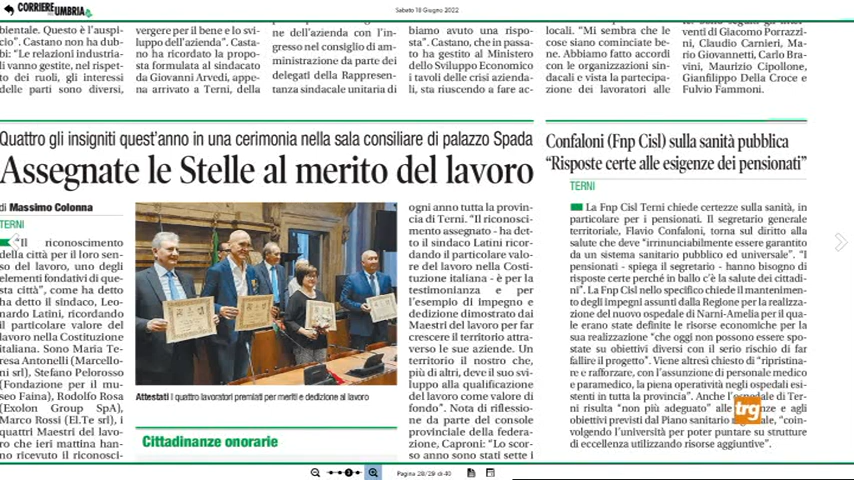 CORRIERE
UMBRIA
Sabato 18 Giugno 2022
bientale. Questo è l'auspi-
cio". Castano non ha dub-
bi: "Le relazioni industria-
li vanno gestite, nel rispet-
to dei ruoli, gli interessi
delle parti sono diversi,
vergere per il bene e lo svi-
luppo dell'azienda". Casta-
no ha ricordato la propo-
sta formulata al sindacato
da Giovanni Arvedi, appe-
na arrivato a Terni, della
ne dell'azienda con l'in-
gresso nel consiglio di am-
ministrazione da parte dei
delegati della Rappresen-
tanza sindacale unitaria di
biamo avuto una rispo-
sta". Castano, che in passa-
to ha gestito al Ministero
dello Sviluppo Economico
i tavoli delle crisi azienda-
li, sta riuscendo a fare ac-
locali. "Mi sembra che le
cose siano cominciate be-
ne. Abbiamo fatto accordi
con le organizzazioni sin-
dacali e vista la partecipa-
zione dei lavoratori alle
venti di Giacomo Porrazzi-
ni, Claudio Carnieri, Ma-
rio Giovannetti, Carlo Bra-
vini, Maurizio Cipollone,
Gianfilippo Della Croce e
Fulvio Fammoni.
Quattro gli insigniti quest'anno in una cerimonia nella sala consiliare di palazzo Spada
Assegnate le Stelle al merito del lavoro
di Massimo Colonna
TERNI
"Il riconoscimento
della città per il loro sen-
so del lavoro, uno degli
elementi fondativi di que-
sta città", come ha detto
ha detto il sindaco, Leo-
nardo Latini, ricordando
il particolare valore del
lavoro nella Costituzione
italiana. Sono Maria Te-
resa Antonelli (Marcello-
ni srl), Stefano Pelorosso
(Fondazione per il mu-
seo Faina), Rodolfo Rosa
(Exolon Group SpA),
Marco Rossi (El.Te srl), i
quattri Maestri del lavo-
ro che ieri mattina han-
no ricevuto il riconosci-
Attestati I quattro lavoratori premiati per meriti e dedizione al lavoro
Cittadinanze onorarie
ogni anno tutta la provin-
cia di Terni. "Il riconosci-
mento assegnato - ha det-
to il sindaco Latini ricor-
dando il particolare valo-
re del lavoro nella Costi-
tuzione italiana - è per la
testimonianza e per
l'esempio di impegno e
dedizione dimostrato dai
Maestri del lavoro per far
crescere il territorio attra-
verso le sue aziende. Un
territorio il nostro che,
più di altri, deve il suo svi-
luppo alla qualificazione
del lavoro come valore di
fondo". Nota di riflessio-
ne da parte del console
provinciale della federa-
zione, Caproni: "Lo scor-
so anno sono stati sette i
Confaloni (Fnp Cisl) sulla sanità pubblica
"Risposte certe alle esigenze dei pensionati"
TERNI
La Fnp Cisl Terni chiede certezze sulla sanità, in
particolare per i pensionati. Il segretario generale
territoriale, Flavio Confaloni, torna sul diritto alla
salute che deve "irrinunciabilmente essere garantito
da un sistema sanitario pubblico ed universale". "I
pensionati - spiega il segretario - hanno bisogno di
risposte certe perché in ballo c'è la salute dei cittadi-
ni". La Fnp Cisl nello specifico chiede il mantenimen-
to degli impegni assunti dalla Regione per la realizza-
zione del nuovo ospedale di Narni-Amelia per il qua-
le erano state definite le risorse economiche per la
sua realizzazione "che oggi non possono essere spo-
state su obiettivi diversi con il serio rischio di far
fallire il progetto". Viene altresì chiesto di "ripristina-
re e rafforzare, con l'assunzione di personale medico
e paramedico, la piena operatività negli ospedali esi-
stenti in tutta la provincia". Anche l'ospedale di Ter-
ni risulta "non più adeguato" alle e agli
obiettivi previsti dal Piano sanitario "coin-
volgendo l'università per poter puntare su strutture
di eccellenza utilizzando risorse aggiuntive".
trg
Pagina 28/29 di 40